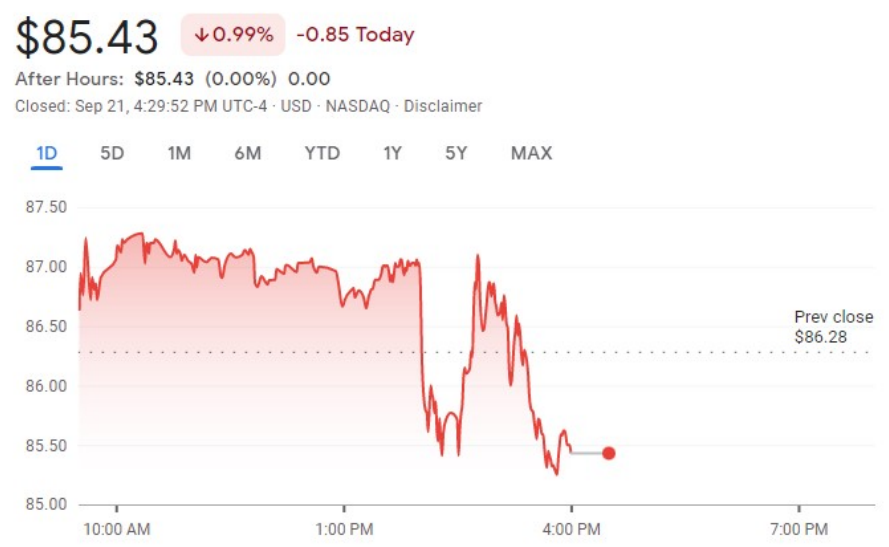 $85.43 ↓0.99% -0.85 Today
After Hours: $85.43 (0.00%) 0.00
Closed: Sep 21, 4:29:52 PM UTC-4 · USD · NASDAQ · Disclaimer
1D 5D 1M 6M YTD 1Y 5Y MAX
87.50
87.00
86.50
Prev close
$86.28
86.00
85.50
85.00
10:00 AM 1:00 PM 4:00 PM 7:00 PM